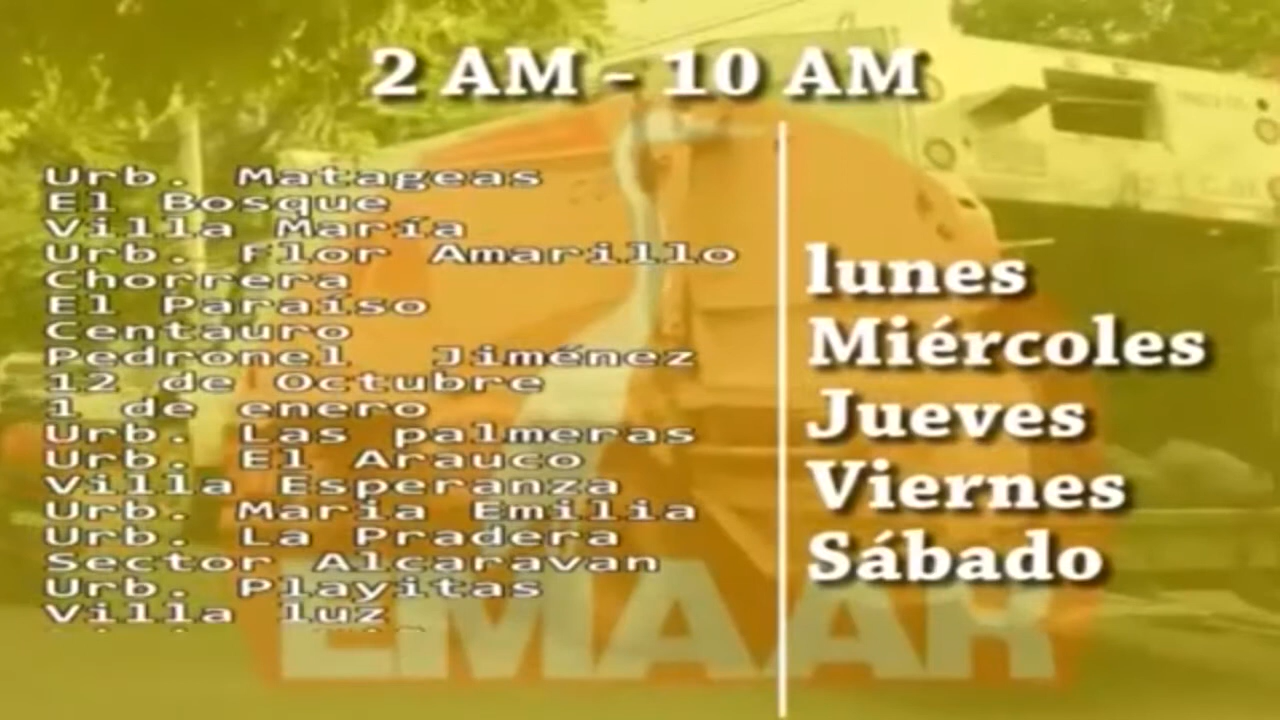 2 AM - 10 AM
Urb. Matageas
El Bosque
Villa María
Urb. Flor Amarillo
Chorrera
El Paraíso
Centauro
Pedronel Jiménez
12 de Octubre
1 de enero
Urb. Las palmeras
Urb. El Arauco
Villa Esperanza
Urb. María Emilia
Urb. La Pradera
Sector Alcaravan
Urb. Playitas
Villa luz
lunes
Miércoles
Jueves
Viernes
Sábado
EMAAR